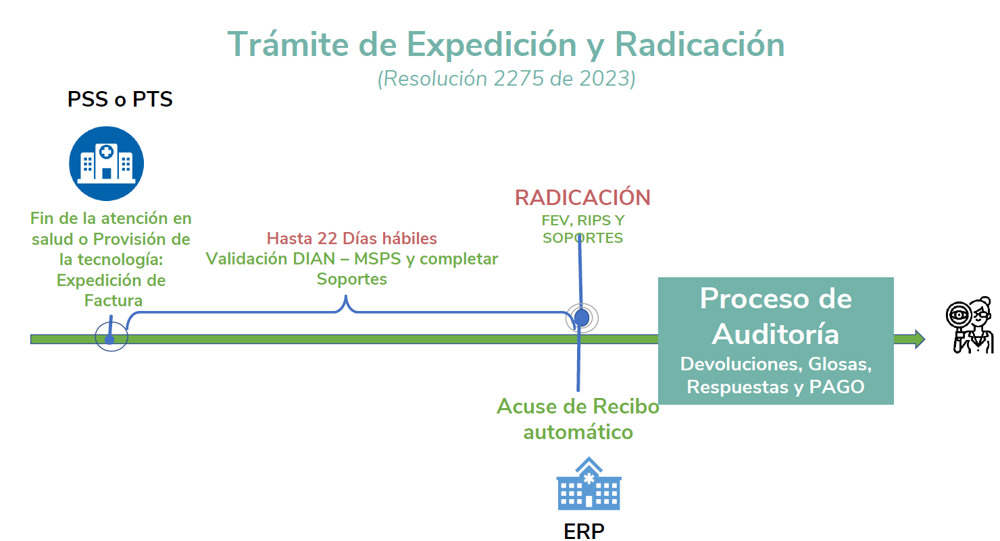 Trámite de Expedición y Radicación
(Resolución 2275 de 2023)
PSS o PTS
Fin de la atención en
salud o Provisión de
la tecnología:
Expedición de
Factura
Hasta 22 Días hábiles
Validación DIAN – MSPS y completar
Soportes
RADICACIÓN
FEV, RIPS Y
SOPORTES
Proceso de
Auditoría
Devoluciones, Glosas,
Respuestas y PAGO
Acuse de Recibo
automático
ERP